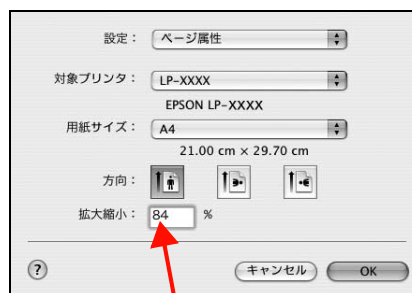 設定： ページ属性
対象プリンタ： LP-XXXX
EPSON LP-XXXX
用紙サイズ： A4
21.00 cm × 29.70 cm
方向：
拡大縮小： 84 %
? キャンセル OK